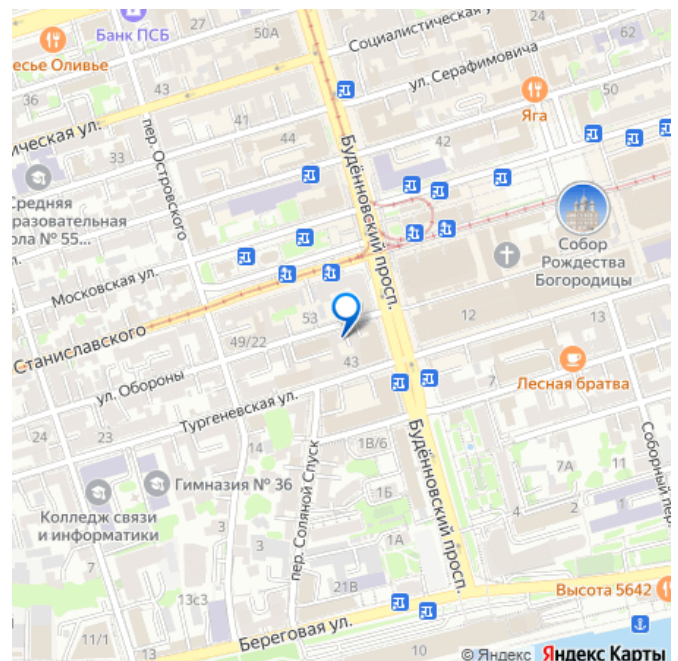 Банк ПСБ
27
50А
Социалистическая у
есье Оливье
ул. Серафимовича
36
43
50
41
Яга
ическая ул.
44
42
33
пер. Островского
Будённовский просп.
Средняя
разовательная
ола № 55...
Собор
Рождества
Богородицы
Московская ул.
53
12
13
Станиславского
49/22
43
ул. Обороны
7
Лесная братва
Тургеневская ул.
24
23
14
1В/6
Соборный пер.
Гимназия № 36
7А
11
Колледж связи
и информатики
пер. Соляной Спуск
1Б
Будённовский просп.
4
2
1
3
1А
3
7
13с3
21В
Высота 5642
Береговая ул.
11/1
4
10
© Яндекс Яндекс Карты